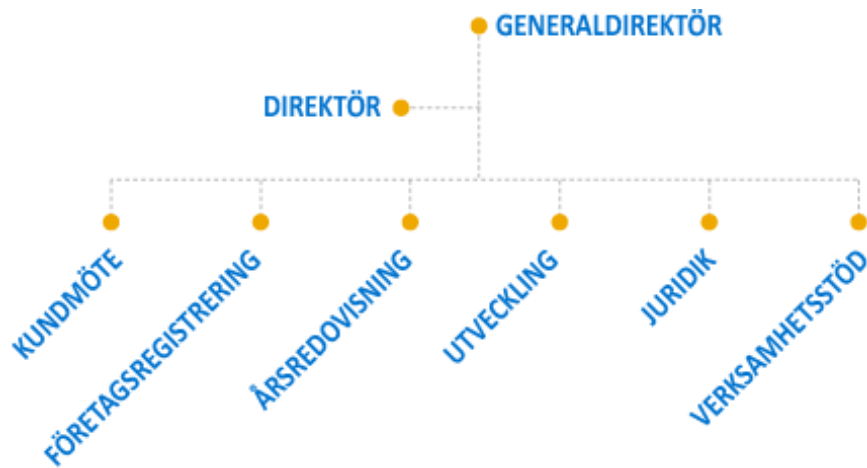 GENERALDIREKTÖR
DIREKTÖR
KUNDMÖTE
FÖRETAGSREGISTRERING
ÅRSREDOVISNING
UTVECKLING
JURIDIK
VERKSAMHETSSTÖD